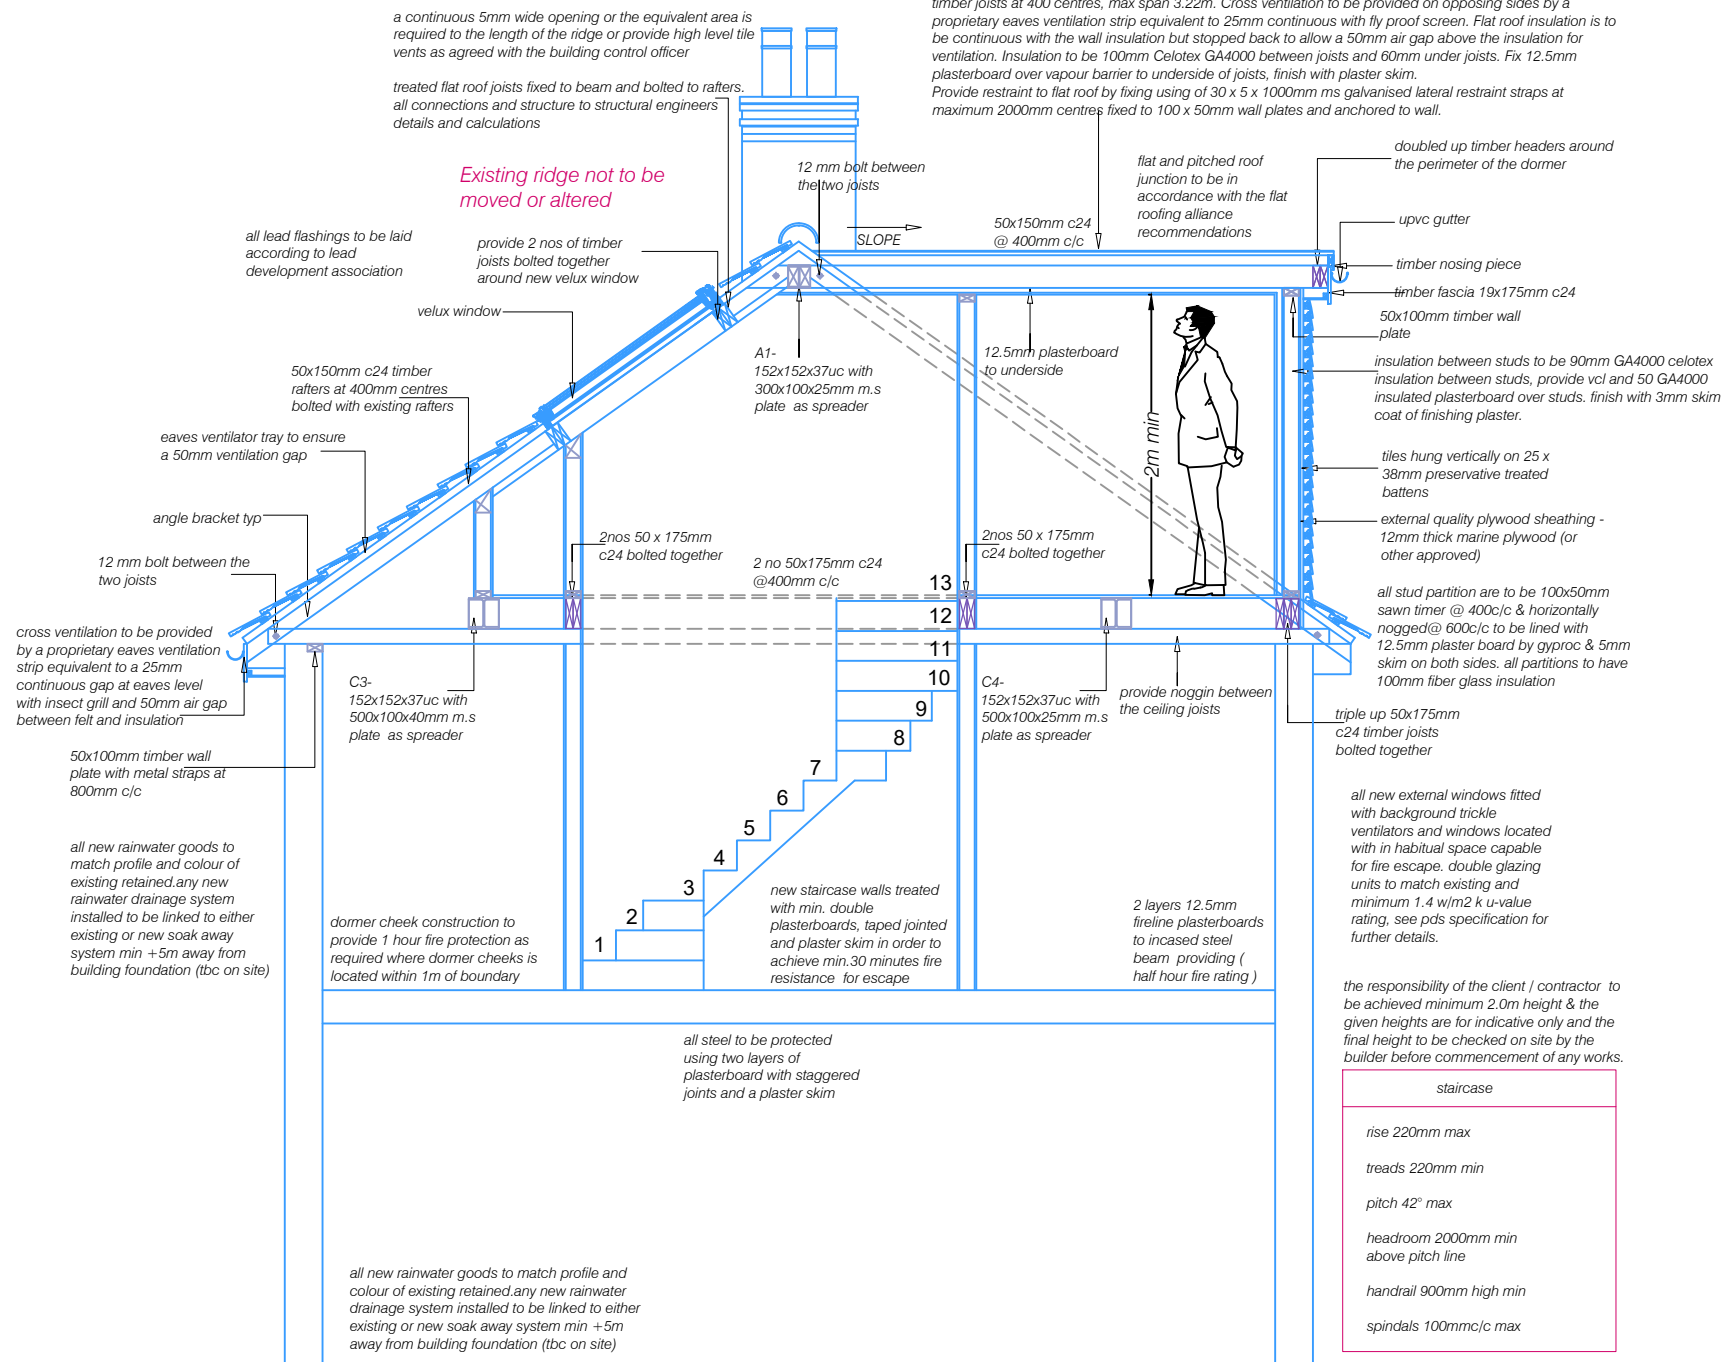 a continuous 5mm wide opening or the equivalent area is
required to the length of the ridge or provide high level tile
vents as agreed with the building control officer
treated flat roof joists fixed to beam and bolted to rafters.
all connections and structure to structural engineers
details and calculations
timber joists at 400 centres, max span 3.22m. Cross ventilation to be provided on opposing sides by a
proprietary eaves ventilation strip equivalent to 25mm continuous with fly proof screen. Flat roof insulation is to
be continuous with the wall insulation but stopped back to allow a 50mm air gap above the insulation for
ventilation. Insulation to be 100mm Celotex GA4000 between joists and 60mm under joists. Fix 12.5mm
plasterboard over vapour barrier to underside of joists, finish with plaster skim.
Provide restraint to flat roof by fixing using of 30 x 5 x 1000mm ms galvanised lateral restraint straps at
maximum 2000mm centres fixed to 100 x 50mm wall plates and anchored to wall.
Existing ridge not to be
moved or altered
12 mm bolt between
the two joists
flat and pitched roof
junction to be in
accordance with the flat
roofing alliance
recommendations
doubled up timber headers around
the perimeter of the dormer
upvc gutter
all lead flashings to be laid
according to lead
development association
provide 2 nos of timber
joists bolted together
around new velux window
SLOPE
50x150mm c24
@ 400mm c/c
timber nosing piece
timber fascia 19x175mm c24
50x100mm timber wall
plate
velux window
A1-
152x152x37uc with
300x100x25mm m.s
plate as spreader
12.5mm plasterboard
to underside
2m min
insulation between studs to be 90mm GA4000 celotex
insulation between studs, provide vcl and 50 GA4000
insulated plasterboard over studs. finish with 3mm skim
coat of finishing plaster.
50x150mm c24 timber
rafters at 400mm centres
bolted with existing rafters
eaves ventilator tray to ensure
a 50mm ventilation gap
angle bracket typ
12 mm bolt between the
two joists
tiles hung vertically on 25 x
38mm preservative treated
battens
external quality plywood sheathing -
12mm thick marine plywood (or
other approved)
2nos 50 x 175mm
c24 bolted together
2 no 50x175mm c24
@400mm c/c
2nos 50 x 175mm
c24 bolted together
all stud partition are to be 100x50mm
sawn timer @ 400c/c & horizontally
nogged@ 600c/c to be lined with
12.5mm plaster board by gyproc & 5mm
skim on both sides. all partitions to have
100mm fiber glass insulation
cross ventilation to be provided
by a proprietary eaves ventilation
strip equivalent to a 25mm
continuous gap at eaves level
with insect grill and 50mm air gap
between felt and insulation
13
12
11
10
9
8
7
6
5
4
3
2
1
C3-
152x152x37uc with
500x100x40mm m.s
plate as spreader
C4-
152x152x37uc with
500x100x25mm m.s
plate as spreader
provide noggin between
the ceiling joists
triple up 50x175mm
c24 timber joists
bolted together
50x100mm timber wall
plate with metal straps at
800mm c/c
all new rainwater goods to
match profile and colour of
existing retained.any new
rainwater drainage system
installed to be linked to either
existing or new soak away
system min +5m away from
building foundation (tbc on site)
dormer cheek construction to
provide 1 hour fire protection as
required where dormer cheeks is
located within 1m of boundary
new staircase walls treated
with min. double
plasterboards, taped jointed
and plaster skim in order to
achieve min.30 minutes fire
resistance for escape
2 layers 12.5mm
fireline plasterboards
to incased steel
beam providing (
half hour fire rating )
all new external windows fitted
with background trickle
ventilators and windows located
with in habitual space capable
for fire escape. double glazing
units to match existing and
minimum 1.4 w/m2 k u-value
rating, see pds specification for
further details.
the responsibility of the client / contractor to
be achieved minimum 2.0m height & the
given heights are for indicative only and the
final height to be checked on site by the
builder before commencement of any works.
all steel to be protected
using two layers of
plasterboard with staggered
joints and a plaster skim
staircase
rise 220mm max
treads 220mm min
pitch 42° max
headroom 2000mm min
above pitch line
handrail 900mm high min
spindals 100mmc/c max
all new rainwater goods to match profile and
colour of existing retained.any new rainwater
drainage system installed to be linked to either
existing or new soak away system min +5m
away from building foundation (tbc on site)